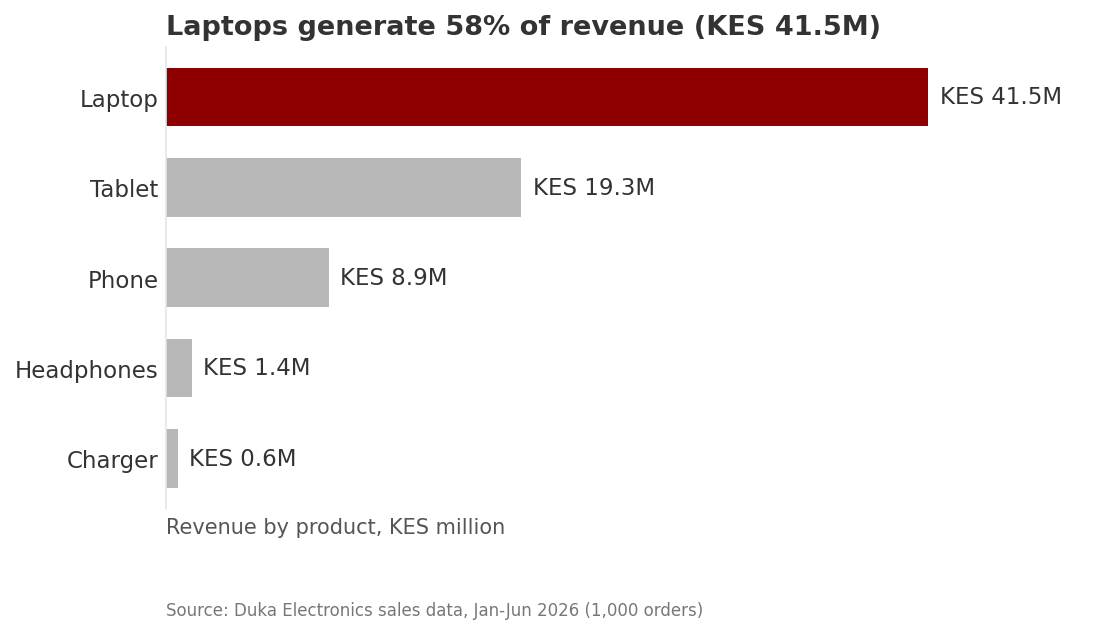 Laptops generate 58% of revenue (KES 41.5M)
Laptop KES 41.5M
Tablet KES 19.3M
Phone KES 8.9M
Headphones KES 1.4M
Charger KES 0.6M
Revenue by product, KES million
Source: Duka Electronics sales data, Jan-Jun 2026 (1,000 orders)